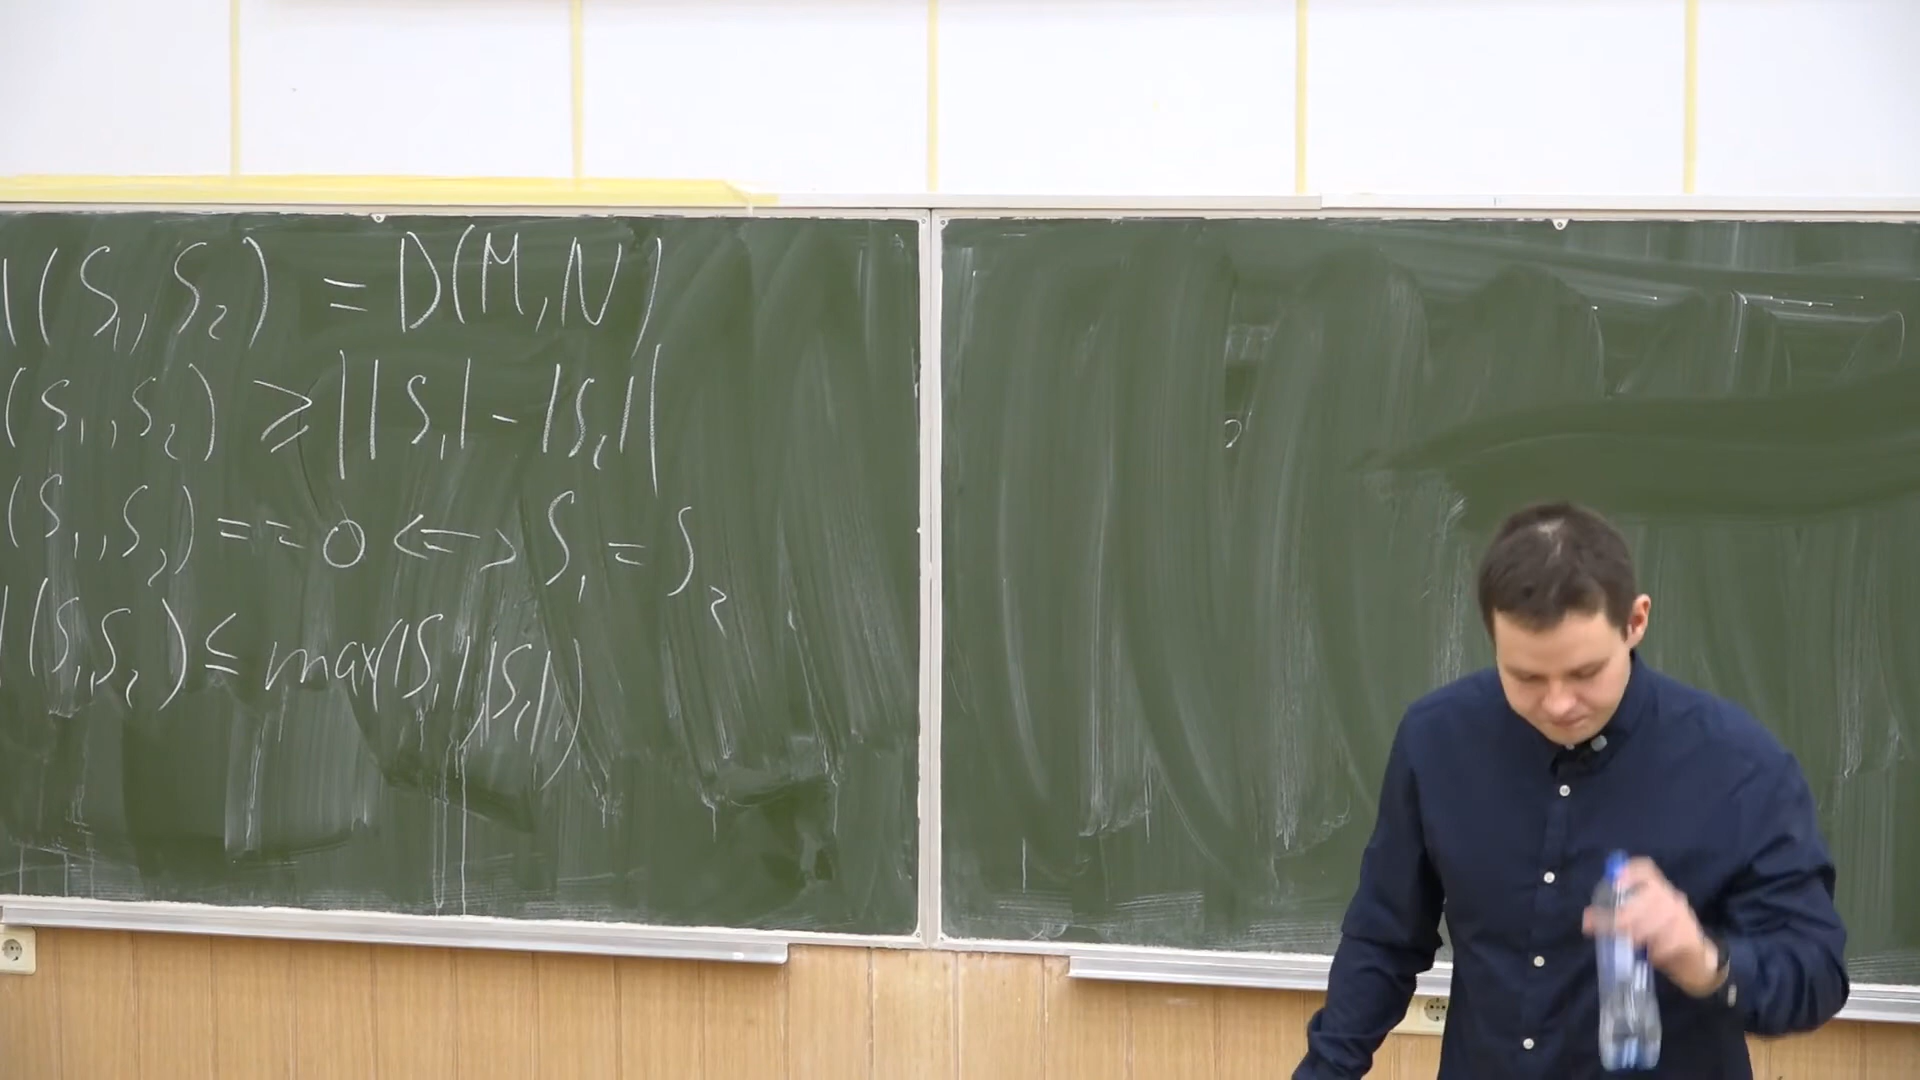 (S₁, S₂) = D(M, N)
(S₁, S₂) ≥ ||S₁| - |S₂||
(S₁, S₂) == 0 <=> S₁ = S₂
(S₁, S₂) ≤ max(|S₁|, |S₂|)